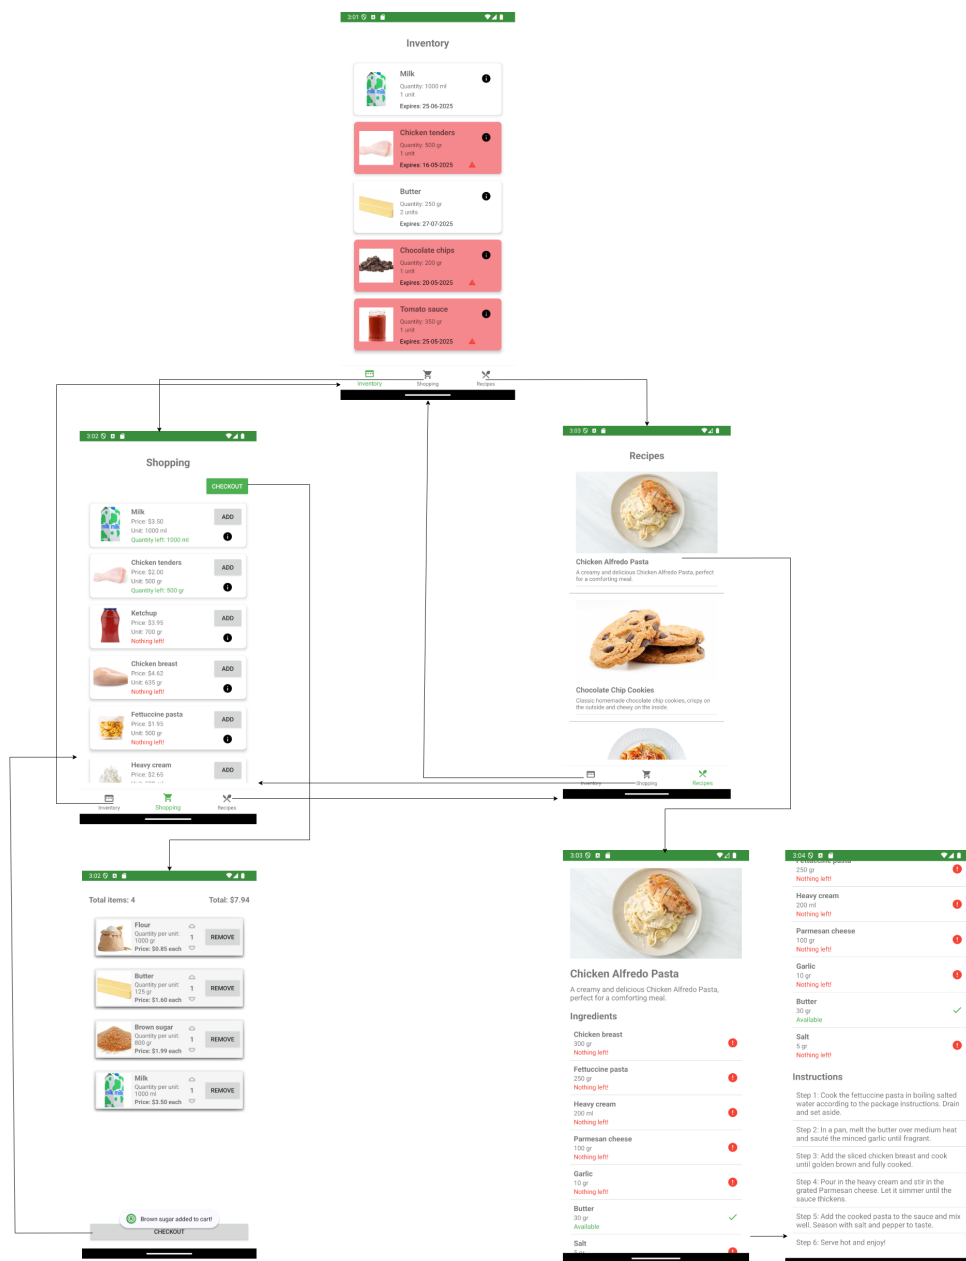 3:01
Inventory
Milk
Quantity: 1000 ml
1 unit
Expires: 25-06-2025
Chicken tenders
Quantity: 500 gr
1 unit
Expires: 16-05-2025
Butter
Quantity: 250 gr
2 units
Expires: 27-07-2025
Chocolate chips
Quantity: 200 gr
1 unit
Expires: 20-05-2025
Tomato sauce
Quantity: 350 gr
1 unit
Expires: 25-05-2025
Inventory
Shopping
Recipes
3:02
Shopping
CHECKOUT
Milk
Price: $3.50
Unit: 1000 ml
Quantity left: 1000 ml
ADD
Chicken tenders
Price: $2.00
Unit: 500 gr
Quantity left: 500 gr
ADD
Ketchup
Price: $3.95
Unit: 700 gr
Nothing left!
ADD
Chicken breast
Price: $4.62
Unit: 635 gr
Nothing left!
ADD
Fettuccine pasta
Price: $1.95
Unit: 500 gr
Nothing left!
ADD
Heavy cream
Price: $2.65
ADD
Inventory
Shopping
Recipes
3:03
Recipes
Chicken Alfredo Pasta
A creamy and delicious Chicken Alfredo Pasta, perfect
for a comforting meal.
Chocolate Chip Cookies
Classic homemade chocolate chip cookies, crispy on
the outside and chewy on the inside.
Inventory
Shopping
Recipes
3:02
Total items: 4
Total: $7.94
Flour
Quantity per unit:
1000 gr
Price: $0.85 each
1
REMOVE
Butter
Quantity per unit:
125 gr
Price: $1.60 each
1
REMOVE
Brown sugar
Quantity per unit:
800 gr
Price: $1.99 each
1
REMOVE
Milk
Quantity per unit:
1000 ml
Price: $3.50 each
1
REMOVE
Brown sugar added to cart!
CHECKOUT
3:03
Chicken Alfredo Pasta
A creamy and delicious Chicken Alfredo Pasta,
perfect for a comforting meal.
Ingredients
Chicken breast
300 gr
Nothing left!
Fettuccine pasta
250 gr
Nothing left!
Heavy cream
200 ml
Nothing left!
Parmesan cheese
100 gr
Nothing left!
Garlic
10 gr
Nothing left!
Butter
30 gr
Available
Salt
5 gr
3:04
Fettuccine pasta
250 gr
Nothing left!
Heavy cream
200 ml
Nothing left!
Parmesan cheese
100 gr
Nothing left!
Garlic
10 gr
Nothing left!
Butter
30 gr
Available
Salt
5 gr
Nothing left!
Instructions
Step 1: Cook the fettuccine pasta in boiling salted
water according to the package instructions. Drain
and set aside.
Step 2: In a pan, melt the butter over medium heat
and sauté the minced garlic until fragrant.
Step 3: Add the sliced chicken breast and cook
until golden brown and fully cooked.
Step 4: Pour in the heavy cream and stir in the
grated Parmesan cheese. Let it simmer until the
sauce thickens.
Step 5: Add the cooked pasta to the sauce and mix
well. Season with salt and pepper to taste.
Step 6: Serve hot and enjoy!